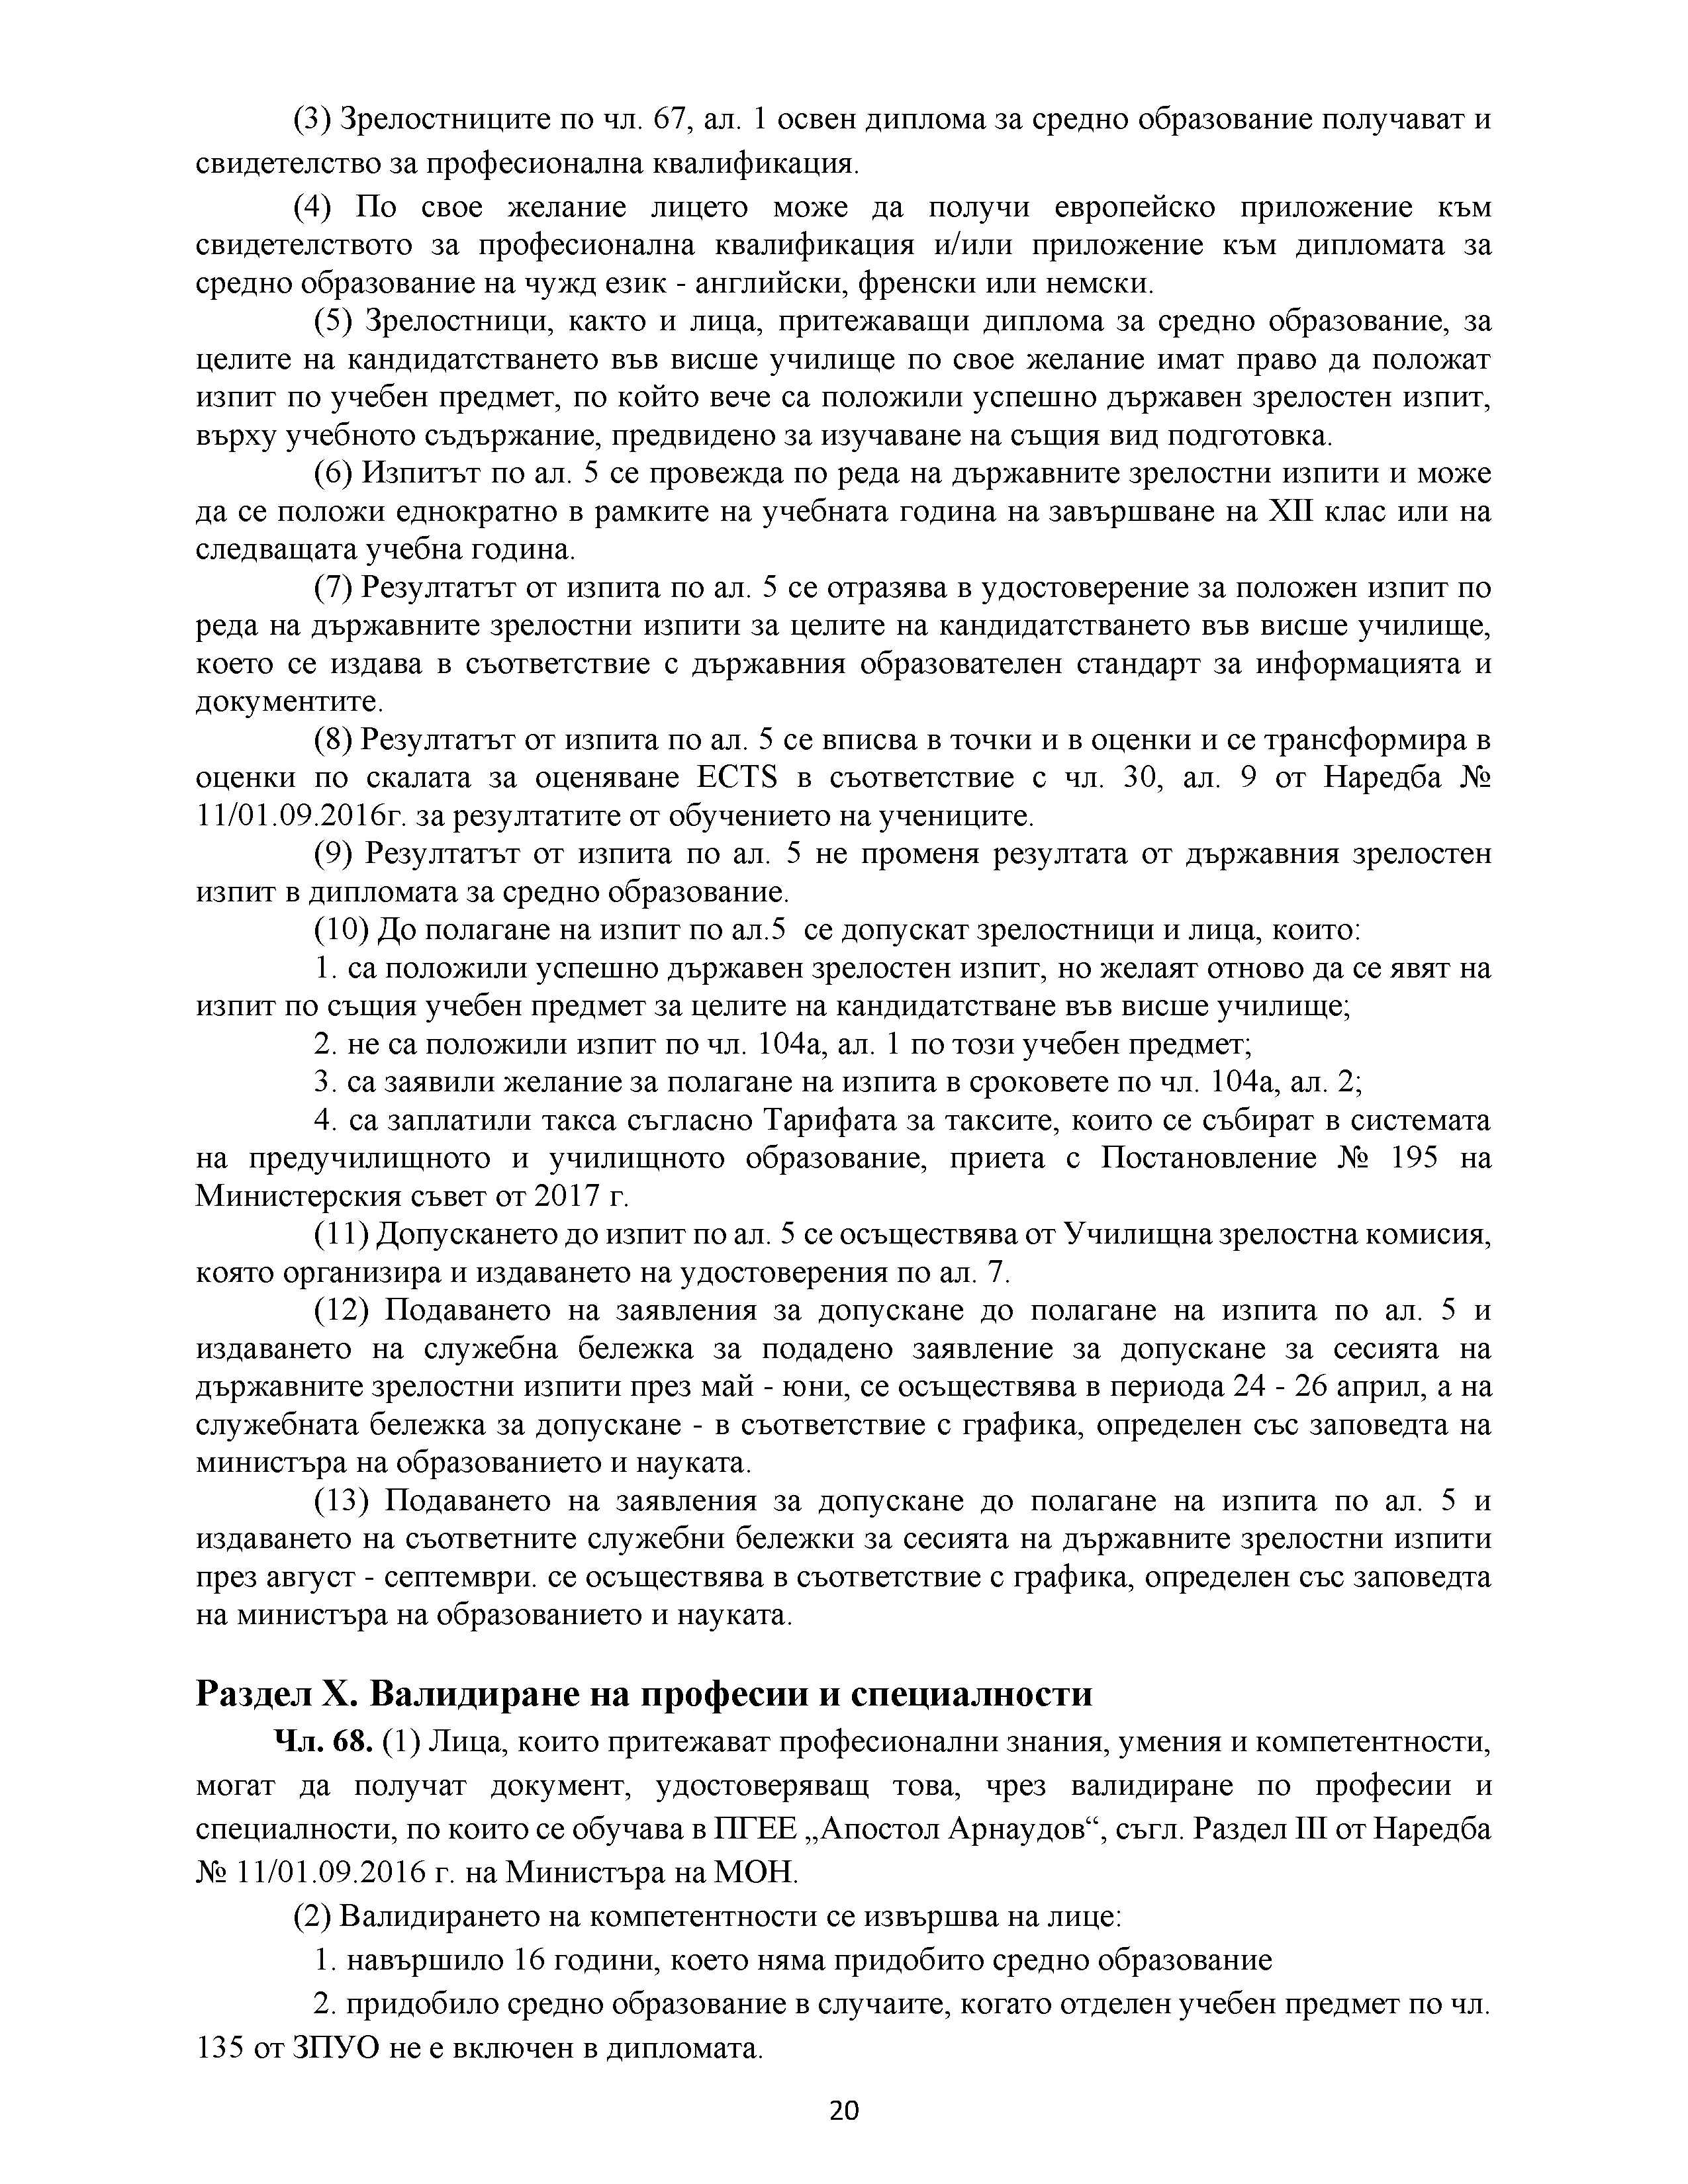 (3) Зрелостниците по чл. 67, ал. 1 освен диплома за средно образование получават и
свидетелство за професионална квалификация.
(4) По свое желание лицето може да получи европейско приложение към
свидетелството за професионална квалификация и/или приложение към дипломата за
средно образование на чужд език - английски, френски или немски.
(5) Зрелостници, както и лица, притежаващи диплома за средно образование, за
целите на кандидатстването във висше училище по свое желание имат право да положат
изпит по учебен предмет, по който вече са положили успешно държавен зрелостен изпит,
върху учебното съдържание, предвидено за изучаване на същия вид подготовка.
(6) Изпитът по ал. 5 се провежда по реда на държавните зрелостни изпити и може
да се положи еднократно в рамките на учебната година на завършване на XII клас или на
следващата учебна година.
(7) Резултатът от изпита по ал. 5 се отразява в удостоверение за положен изпит по
реда на държавните зрелостни изпити за целите на кандидатстването във висше училище,
което се издава в съответствие с държавния образователен стандарт за информацията и
документите.
(8) Резултатът от изпита по ал. 5 се вписва в точки и в оценки и се трансформира в
оценки по скалата за оценяване ECTS в съответствие с чл. 30, ал. 9 от Наредба №
11/01.09.2016г. за резултатите от обучението на учениците.
(9) Резултатът от изпита по ал. 5 не променя резултата от държавния зрелостен
изпит в дипломата за средно образование.
(10) До полагане на изпит по ал.5  се допускат зрелостници и лица, които:
1. са положили успешно държавен зрелостен изпит, но желаят отново да се явят на
изпит по същия учебен предмет за целите на кандидатстване във висше училище;
2. не са положили изпит по чл. 104а, ал. 1 по този учебен предмет;
3. са заявили желание за полагане на изпита в сроковете по чл. 104а, ал. 2;
4. са заплатили такса съгласно Тарифата за таксите, които се събират в системата
на предучилищното и училищното образование, приета с Постановление № 195 на
Министерския съвет от 2017 г.
(11) Допускането до изпит по ал. 5 се осъществява от Училищна зрелостна комисия,
която организира и издаването на удостоверения по ал. 7.
(12) Подаването на заявления за допускане до полагане на изпита по ал. 5 и
издаването на служебна бележка за подадено заявление за допускане за сесията на
държавните зрелостни изпити през май - юни, се осъществява в периода 24 - 26 април, а на
служебната бележка за допускане - в съответствие с графика, определен със заповедта на
министъра на образованието и науката.
(13) Подаването на заявления за допускане до полагане на изпита по ал. 5 и
издаването на съответните служебни бележки за сесията на държавните зрелостни изпити
през август - септември. се осъществява в съответствие с графика, определен със заповедта
на министъра на образованието и науката.
Раздел X. Валидиране на професии и специалности
Чл. 68. (1) Лица, които притежават професионални знания, умения и компетентности,
могат да получат документ, удостоверяващ това, чрез валидиране по професии и
специалности, по които се обучава в ПГЕЕ „Апостол Арнаудов“, съгл. Раздел III от Наредба
№ 11/01.09.2016 г. на Министъра на МОН.
(2) Валидирането на компетентности се извършва на лице:
1. навършило 16 години, което няма придобито средно образование
2. придобило средно образование в случаите, когато отделен учебен предмет по чл.
135 от ЗПУО не е включен в дипломата.
20